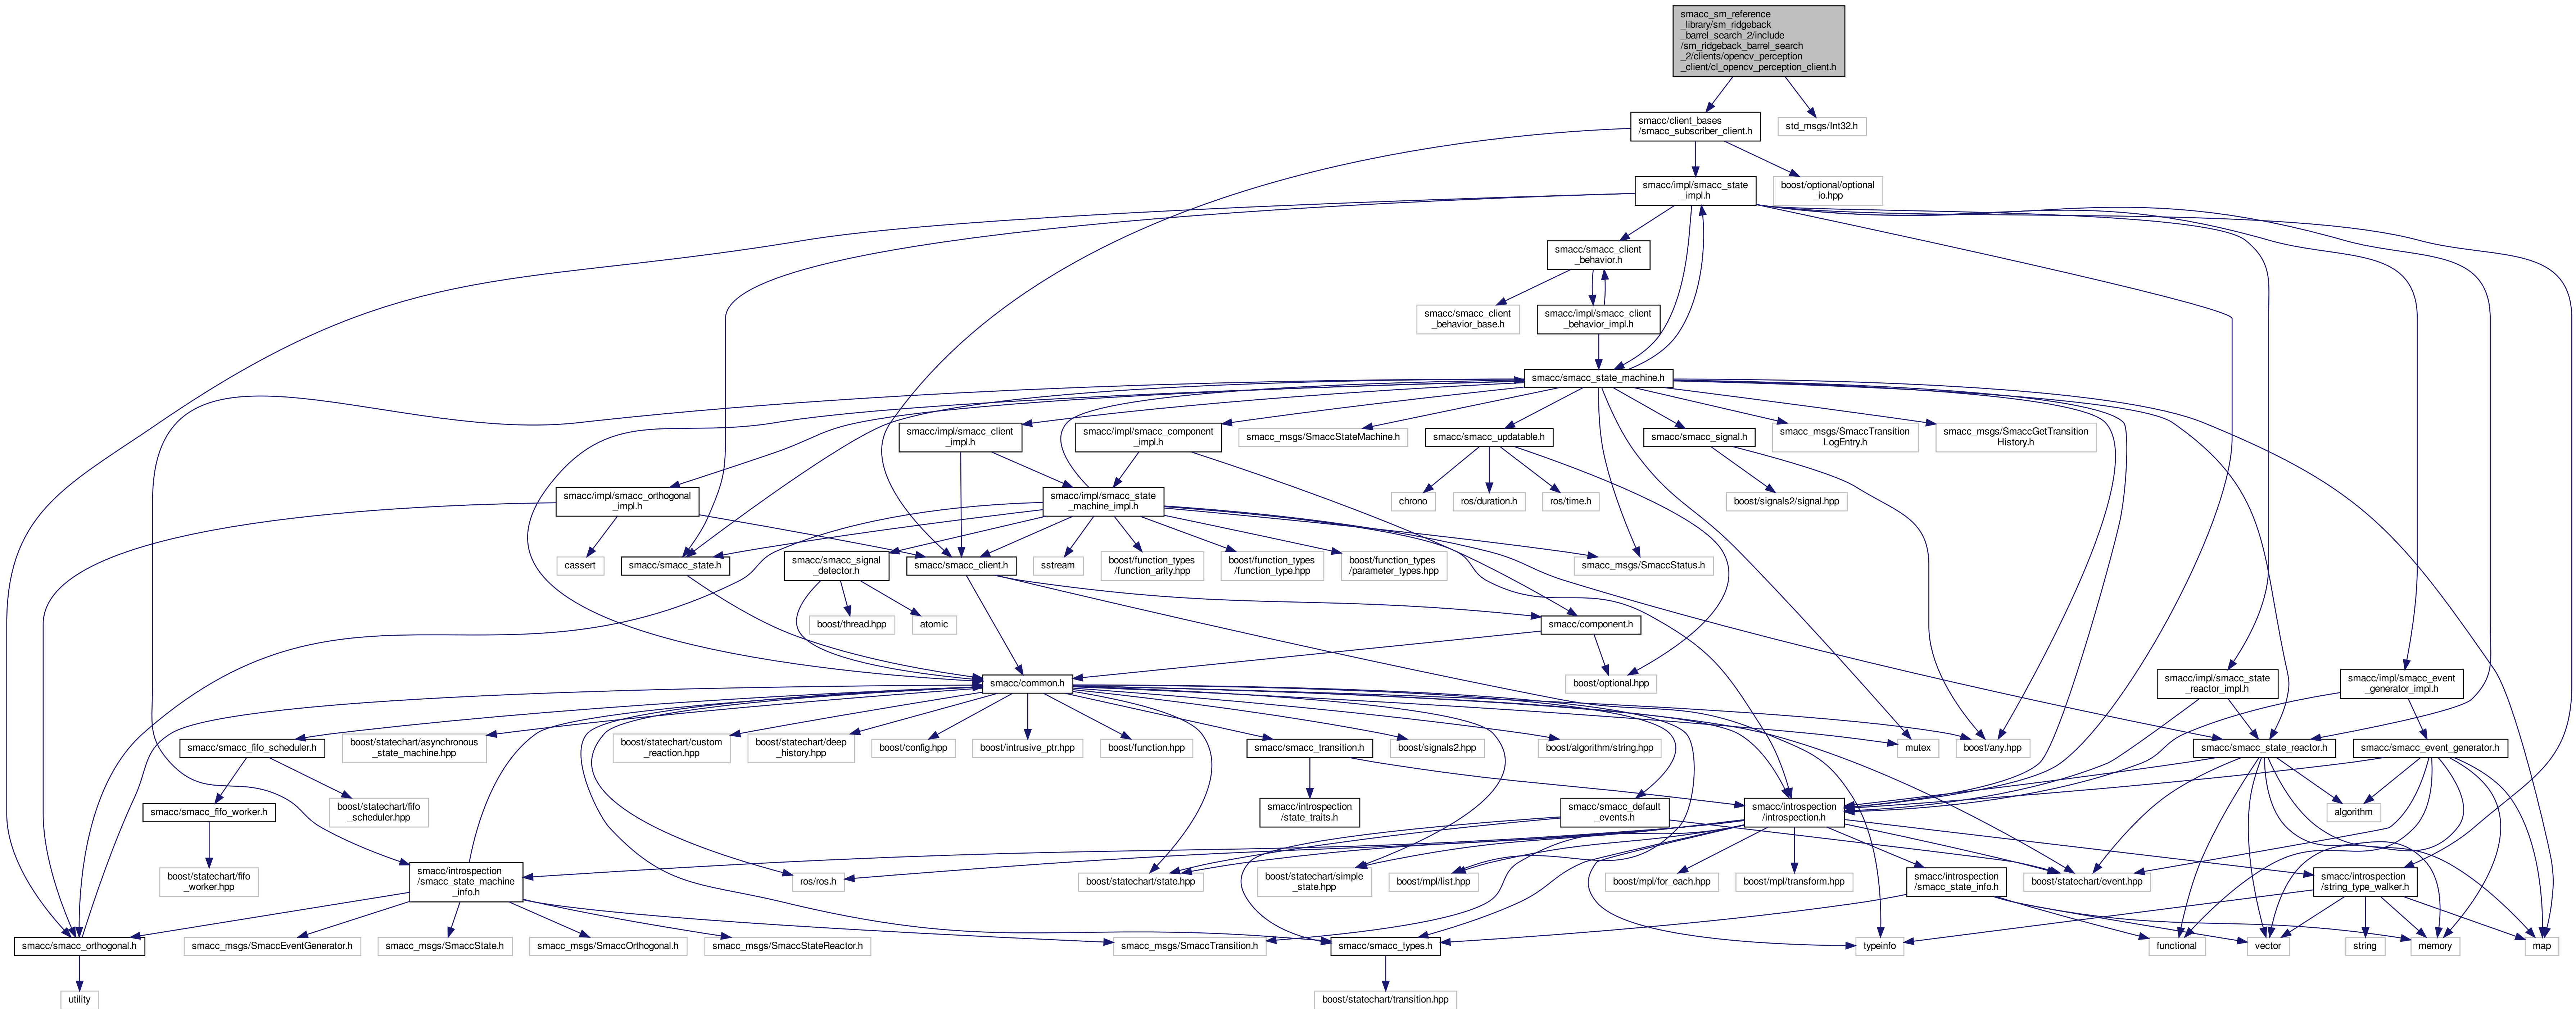 smacc_sm_reference
_library/sm_ridgeback
_barrel_search_2/include
/sm_ridgeback_barrel_search
_2/clients/opencv_perception
_client/cl_opencv_perception_client.h
smacc/client_bases
/smacc_subscriber_client.h
std_msgs/Int32.h
smacc/impl/smacc_state
_impl.h
boost/optional/optional
_io.hpp
smacc/smacc_client
_behavior.h
smacc/smacc_client
_behavior_base.h
smacc/impl/smacc_client
_behavior_impl.h
smacc/smacc_state_machine.h
smacc/impl/smacc_client
_impl.h
smacc/impl/smacc_component
_impl.h
smacc_msgs/SmaccStateMachine.h
smacc/smacc_updatable.h
smacc/smacc_signal.h
smacc_msgs/SmaccTransition
LogEntry.h
smacc_msgs/SmaccGetTransition
History.h
smacc/impl/smacc_orthogonal
_impl.h
smacc/impl/smacc_state
_machine_impl.h
chrono
ros/duration.h
ros/time.h
boost/signals2/signal.hpp
cassert
smacc/smacc_state.h
smacc/smacc_signal
_detector.h
smacc/smacc_client.h
sstream
boost/function_types
/function_arity.hpp
boost/function_types
/function_type.hpp
boost/function_types
/parameter_types.hpp
smacc_msgs/SmaccStatus.h
boost/thread.hpp
atomic
smacc/component.h
smacc/common.h
boost/optional.hpp
smacc/impl/smacc_state
_reactor_impl.h
smacc/impl/smacc_event
_generator_impl.h
smacc/smacc_fifo_scheduler.h
boost/statechart/asynchronous
_state_machine.hpp
boost/statechart/custom
_reaction.hpp
boost/statechart/deep
_history.hpp
boost/config.hpp
boost/intrusive_ptr.hpp
boost/function.hpp
smacc/smacc_transition.h
boost/signals2.hpp
boost/algorithm/string.hpp
mutex
boost/any.hpp
smacc/smacc_state_reactor.h
smacc/smacc_event_generator.h
smacc/smacc_fifo_worker.h
boost/statechart/fifo
_scheduler.hpp
smacc/introspection
/state_traits.h
smacc/smacc_default
_events.h
smacc/introspection
/introspection.h
algorithm
boost/statechart/fifo
_worker.hpp
smacc/introspection
/smacc_state_machine
_info.h
ros/ros.h
boost/statechart/state.hpp
boost/statechart/simple
_state.hpp
boost/mpl/list.hpp
boost/mpl/for_each.hpp
boost/mpl/transform.hpp
smacc/introspection
/smacc_state_info.h
boost/statechart/event.hpp
smacc/introspection
/string_type_walker.h
smacc/smacc_orthogonal.h
smacc_msgs/SmaccEventGenerator.h
smacc_msgs/SmaccState.h
smacc_msgs/SmaccOrthogonal.h
smacc_msgs/SmaccStateReactor.h
smacc_msgs/SmaccTransition.h
smacc/smacc_types.h
typeinfo
functional
vector
string
memory
map
utility
boost/statechart/transition.hpp